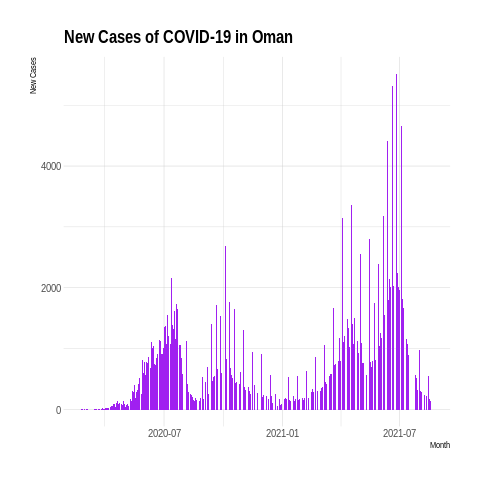 New Cases of COVID-19 in Oman
New Cases
4000
2000
0
2020-07 2021-01 2021-07
Month